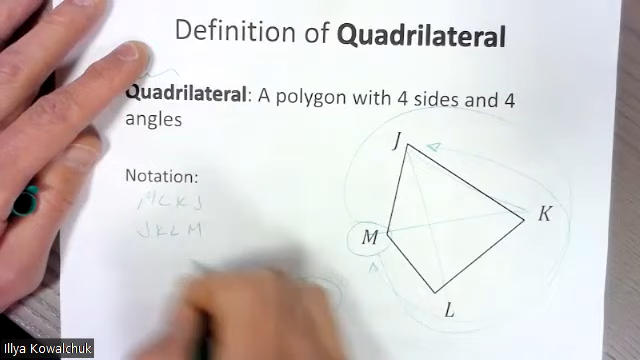 Definition of Quadrilateral
Quadrilateral: A polygon with 4 sides and 4
angles
Notation:
MLKJ
JKLM
J
K
M
L
Illya Kowalchuk